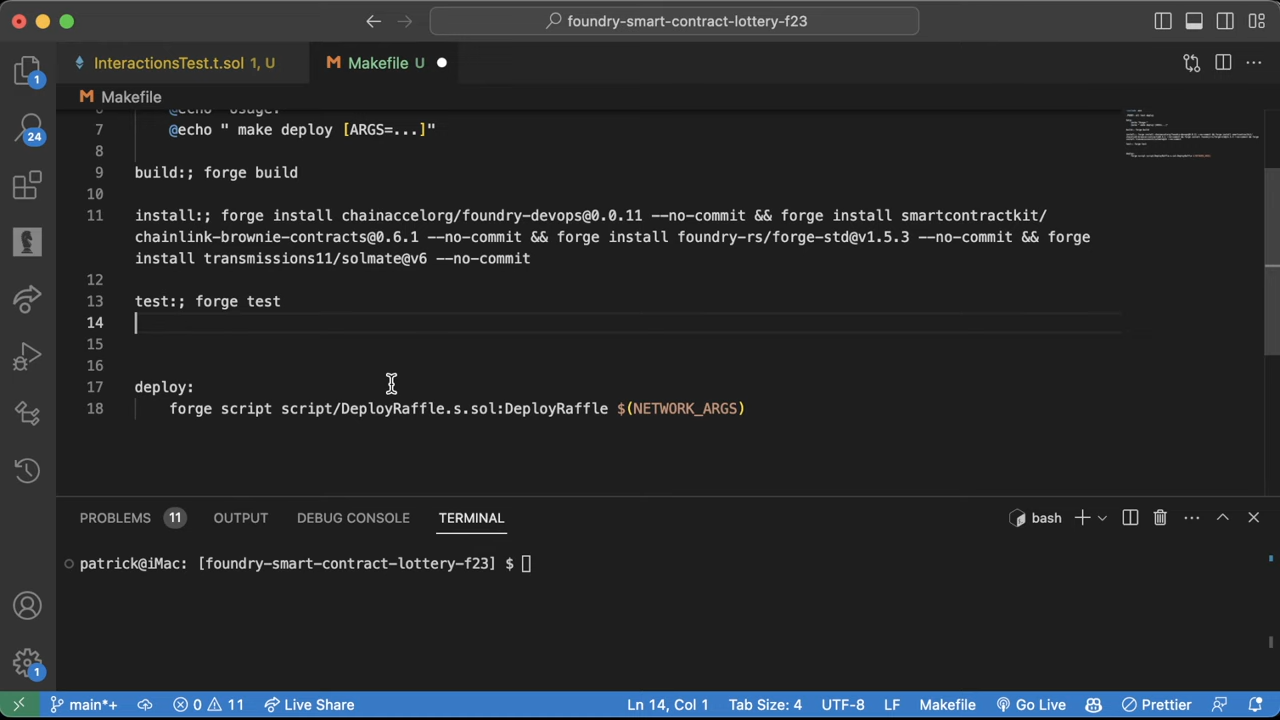 foundry-smart-contract-lottery-f23
InteractionsTest.t.sol 1, U
Makefile U
Makefile
7 @echo " make deploy [ARGS=...]"
8
9 build:; forge build
10
11 install:; forge install chainaccelorg/foundry-devops@0.0.11 --no-commit && forge install smartcontractkit/
chainlink-brownie-contracts@0.6.1 --no-commit && forge install foundry-rs/forge-std@v1.5.3 --no-commit && forge
install transmissions11/solmate@v6 --no-commit
12
13 test:; forge test
14
15
16
17 deploy:
18 forge script script/DeployRaffle.s.sol:DeployRaffle $(NETWORK_ARGS)
1
24
1
PROBLEMS 11 OUTPUT DEBUG CONSOLE TERMINAL
bash
patrick@iMac: [foundry-smart-contract-lottery-f23] $
main*+ 0 11 Live Share Ln 14, Col 1 Tab Size: 4 UTF-8 LF Makefile Go Live Prettier